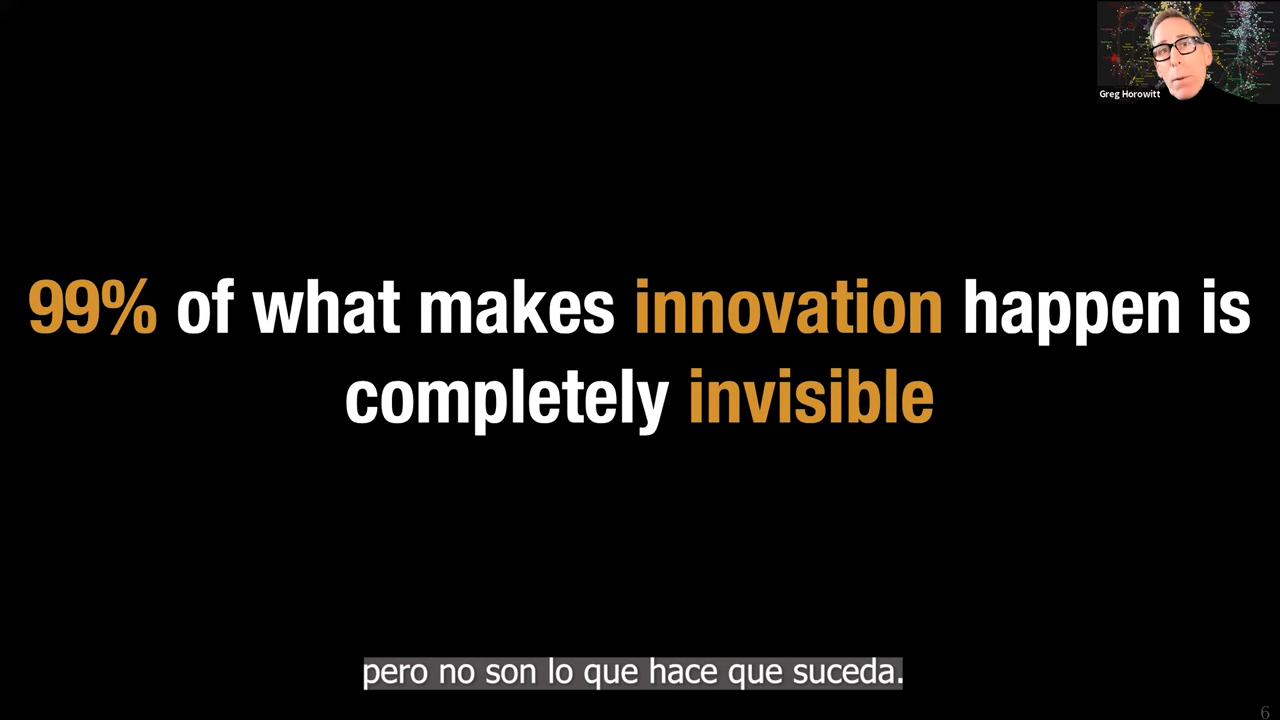 Greg Horowitt
99% of what makes innovation happen is
completely invisible
pero no son lo que hace que suceda.
6